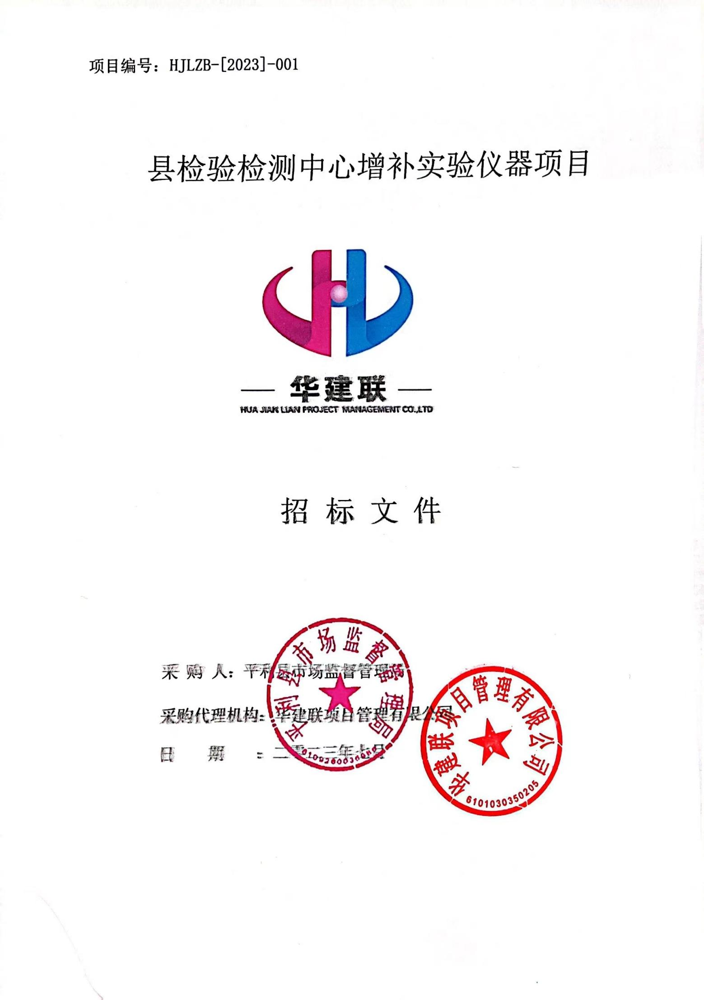 项目编号：HJLZB-[2023]-001
县检验检测中心增补实验仪器项目
华建联
HUA JIAN LIAN PROJECT MANAGEMENT CO.,LTD
招标文件
采购人：平利县市场监督管理局
采购代理机构：华建联项目管理有限公司
日期：二零二三年七月
平利县市场监督管理局
华建联项目管理有限公司
6101030350205